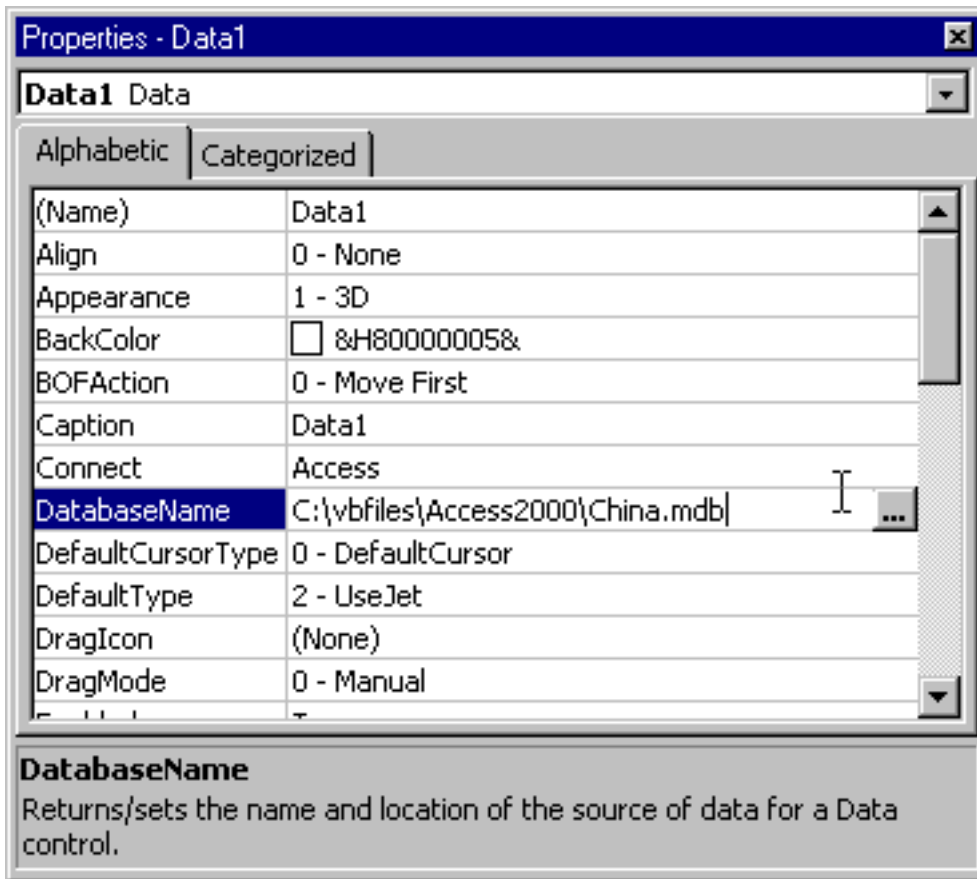 Properties - Data1
Data1 Data
Alphabetic Categorized
(Name) Data1
Align 0 - None
Appearance 1 - 3D
BackColor &H80000005&
BOFAction 0 - Move First
Caption Data1
Connect Access
DatabaseName C:\vbfiles\Access2000\China.mdb ...
DefaultCursorType 0 - DefaultCursor
DefaultType 2 - UseJet
DragIcon (None)
DragMode 0 - Manual
DatabaseName
Returns/sets the name and location of the source of data for a Data
control.